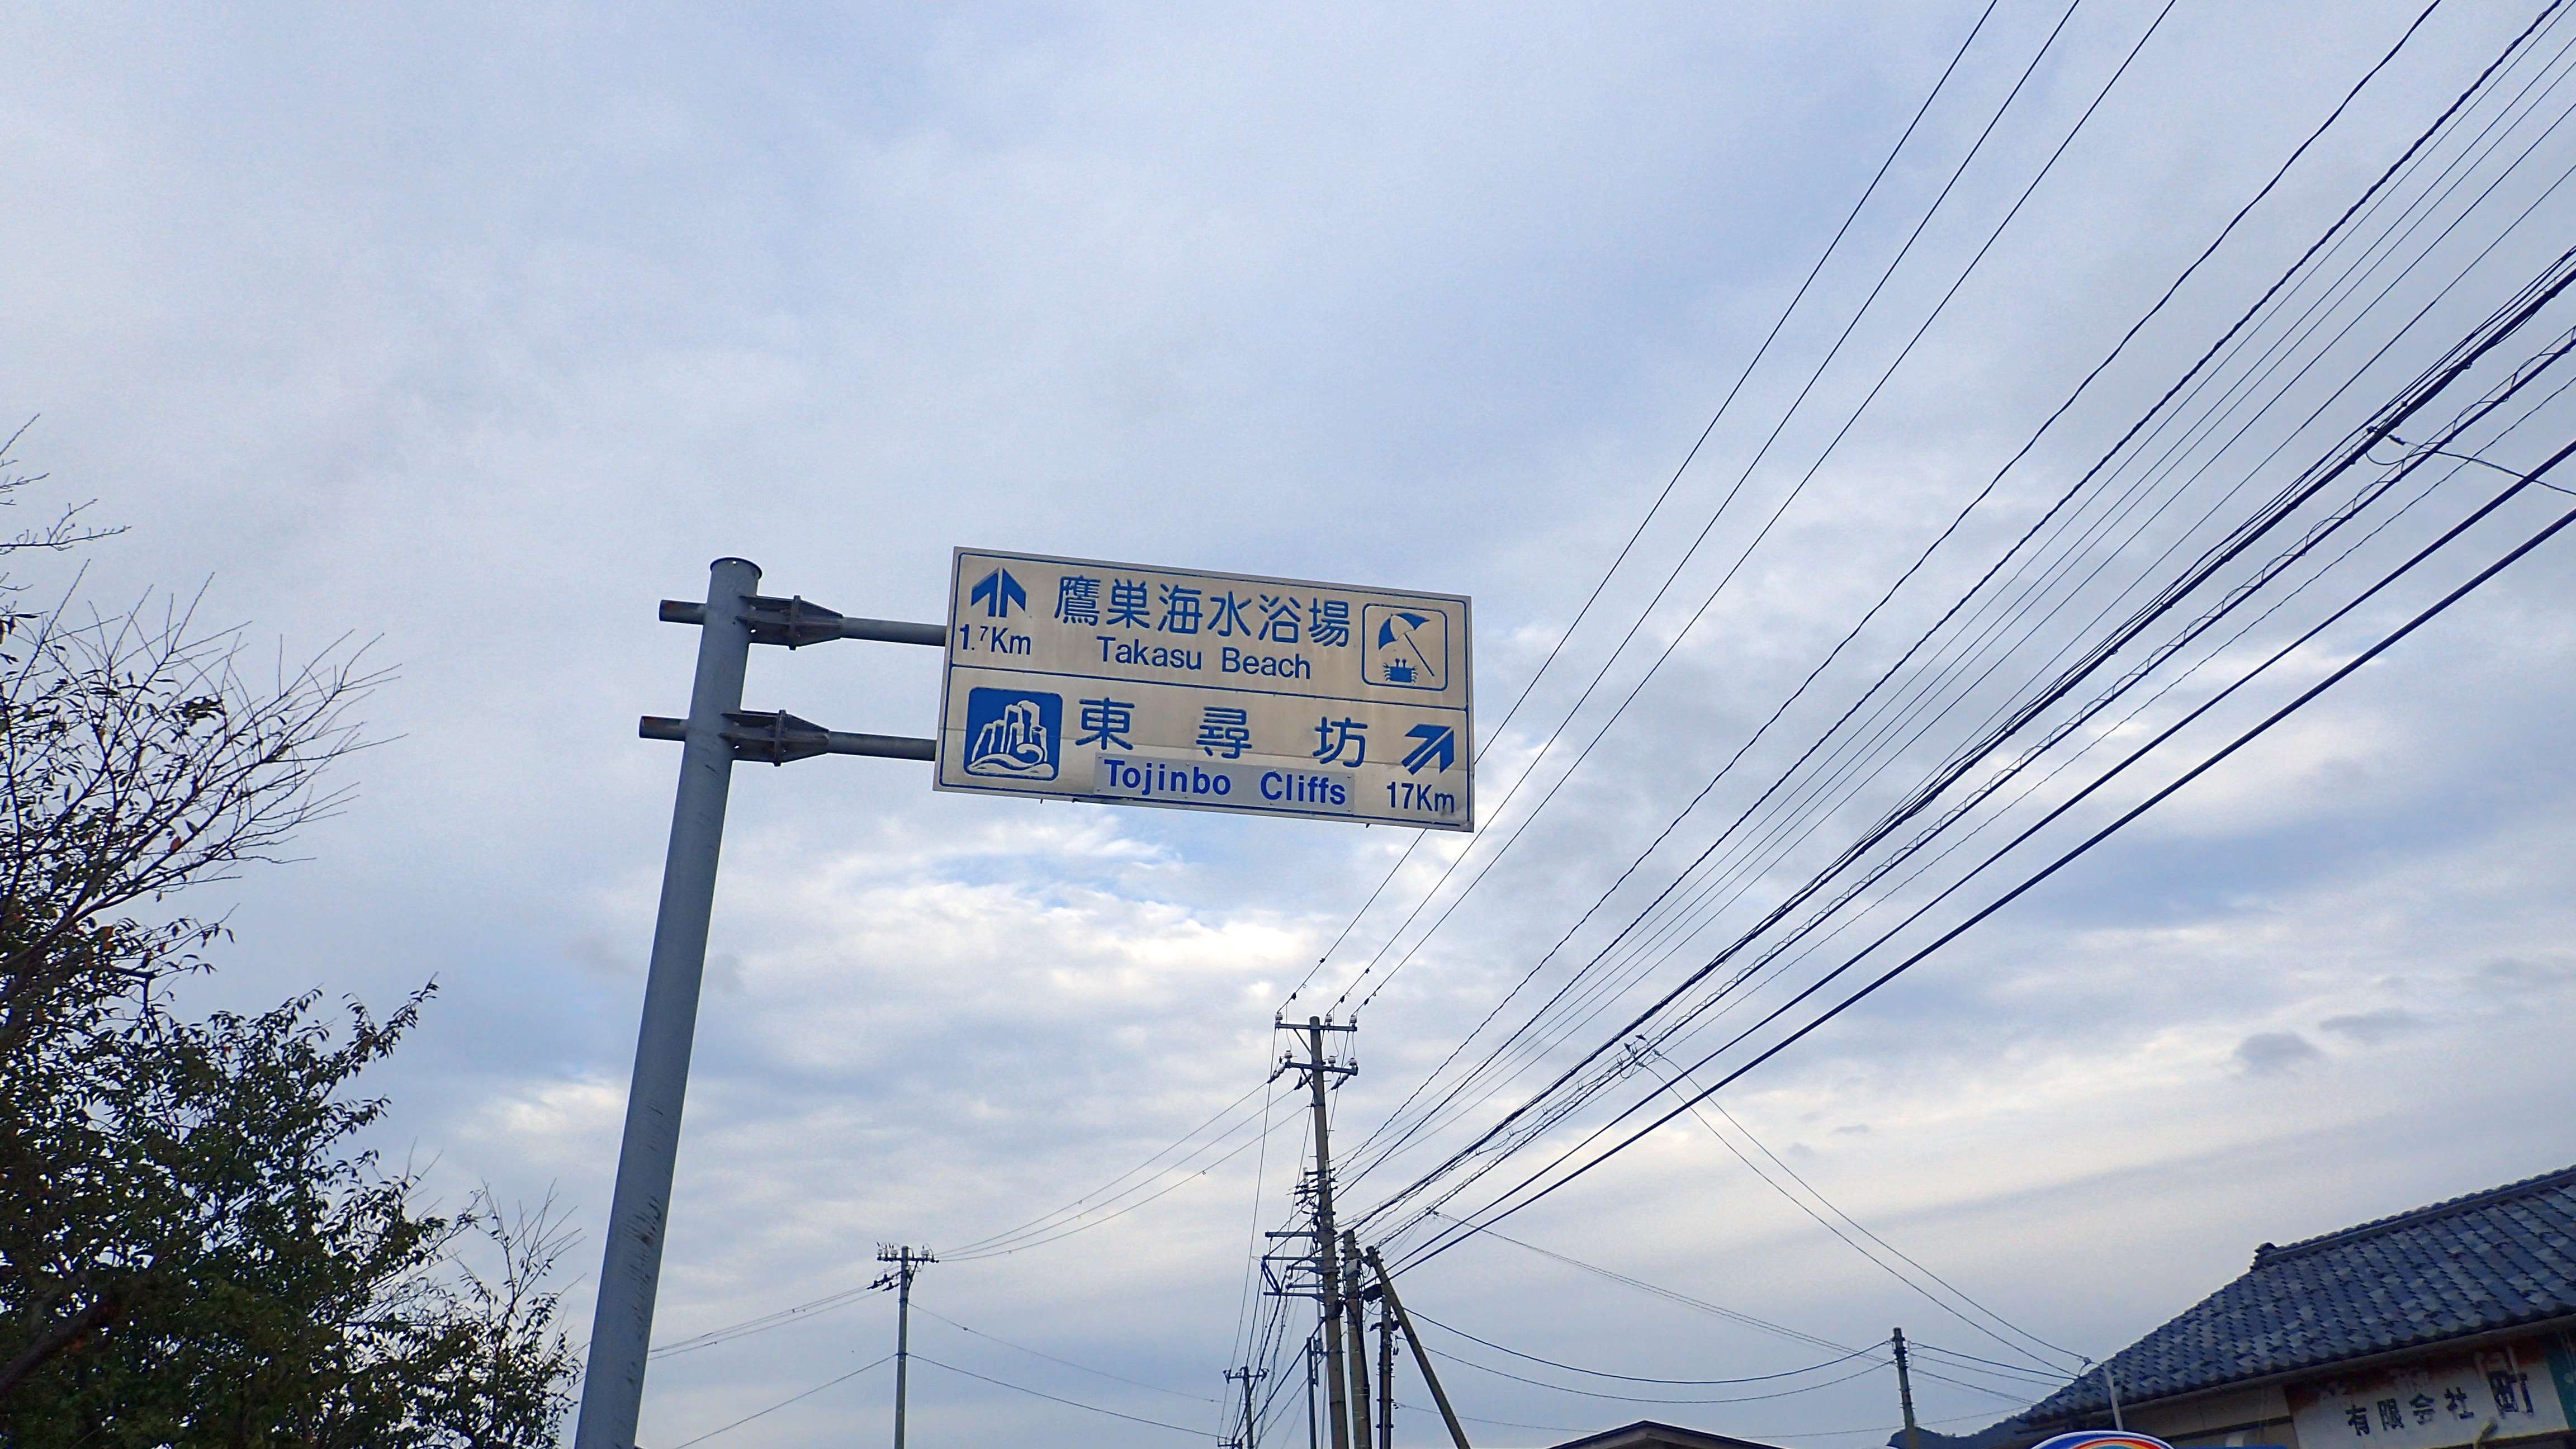 鷹巣海水浴場
1.7Km
Takasu Beach
東尋坊
Tojinbo Cliffs
17Km
有限会社